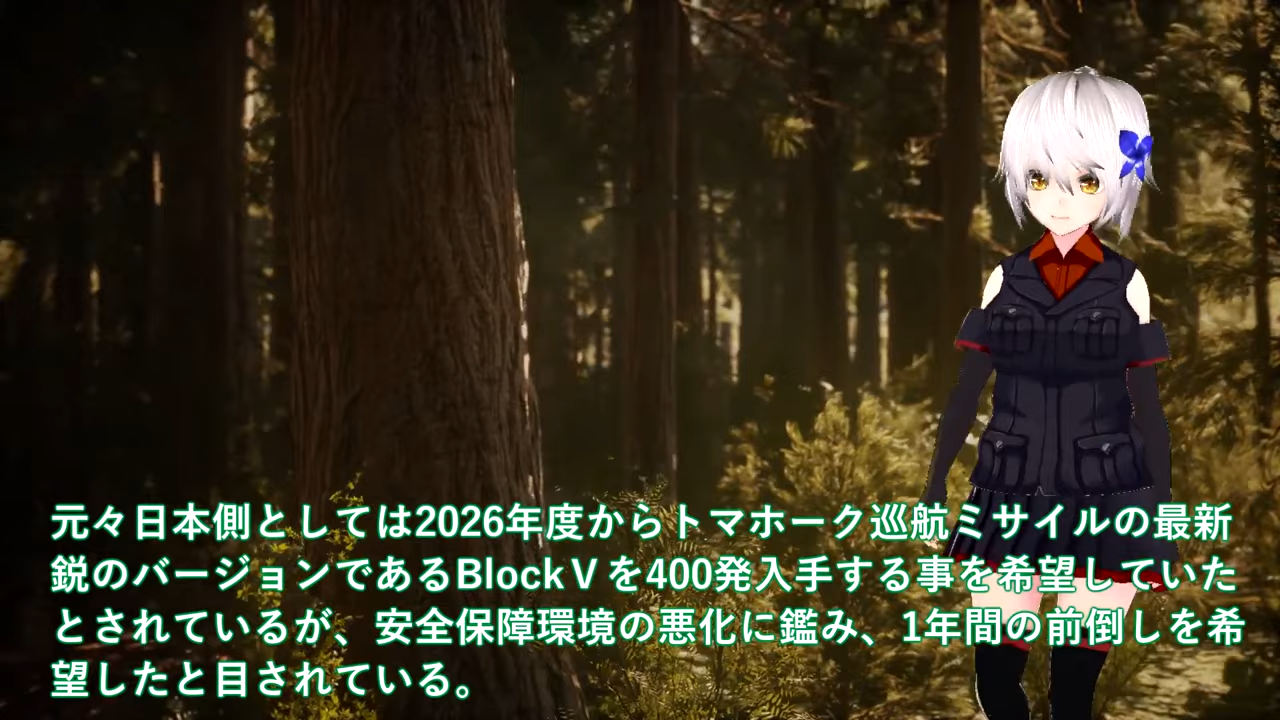 元々日本側としては2026年度からトマホーク巡航ミサイルの最新
鋭のバージョンであるBlockⅤを400発入手する事を希望していた
とされているが、安全保障環境の悪化に鑑み、1年間の前倒しを希
望したと目されている。